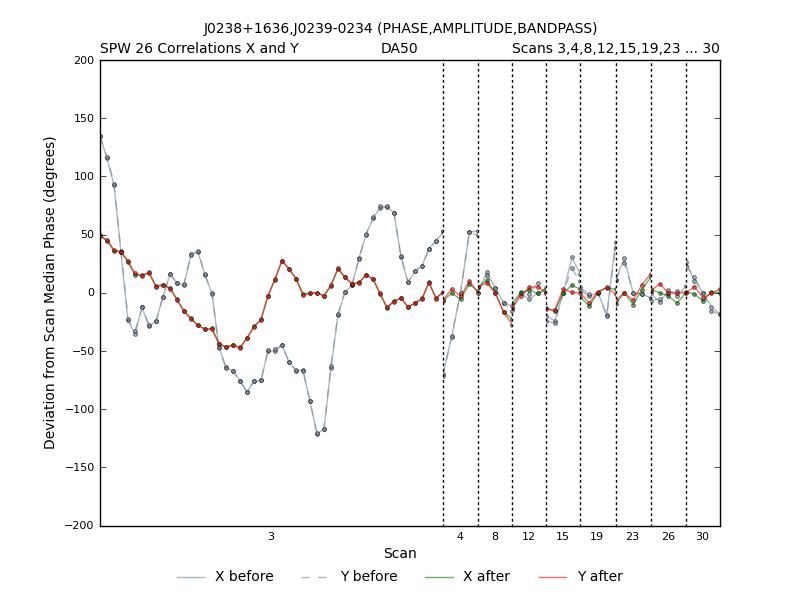 J0238+1636,J0239-0234 (PHASE,AMPLITUDE,BANDPASS)
SPW 26 Correlations X and Y DA50 Scans 3,4,8,12,15,19,23 ... 30
200
150
100
50
0
−50
−100
−150
−200
Deviation from Scan Median Phase (degrees)
3 4 8 12 15 19 23 26 30
Scan
X before Y before X after Y after